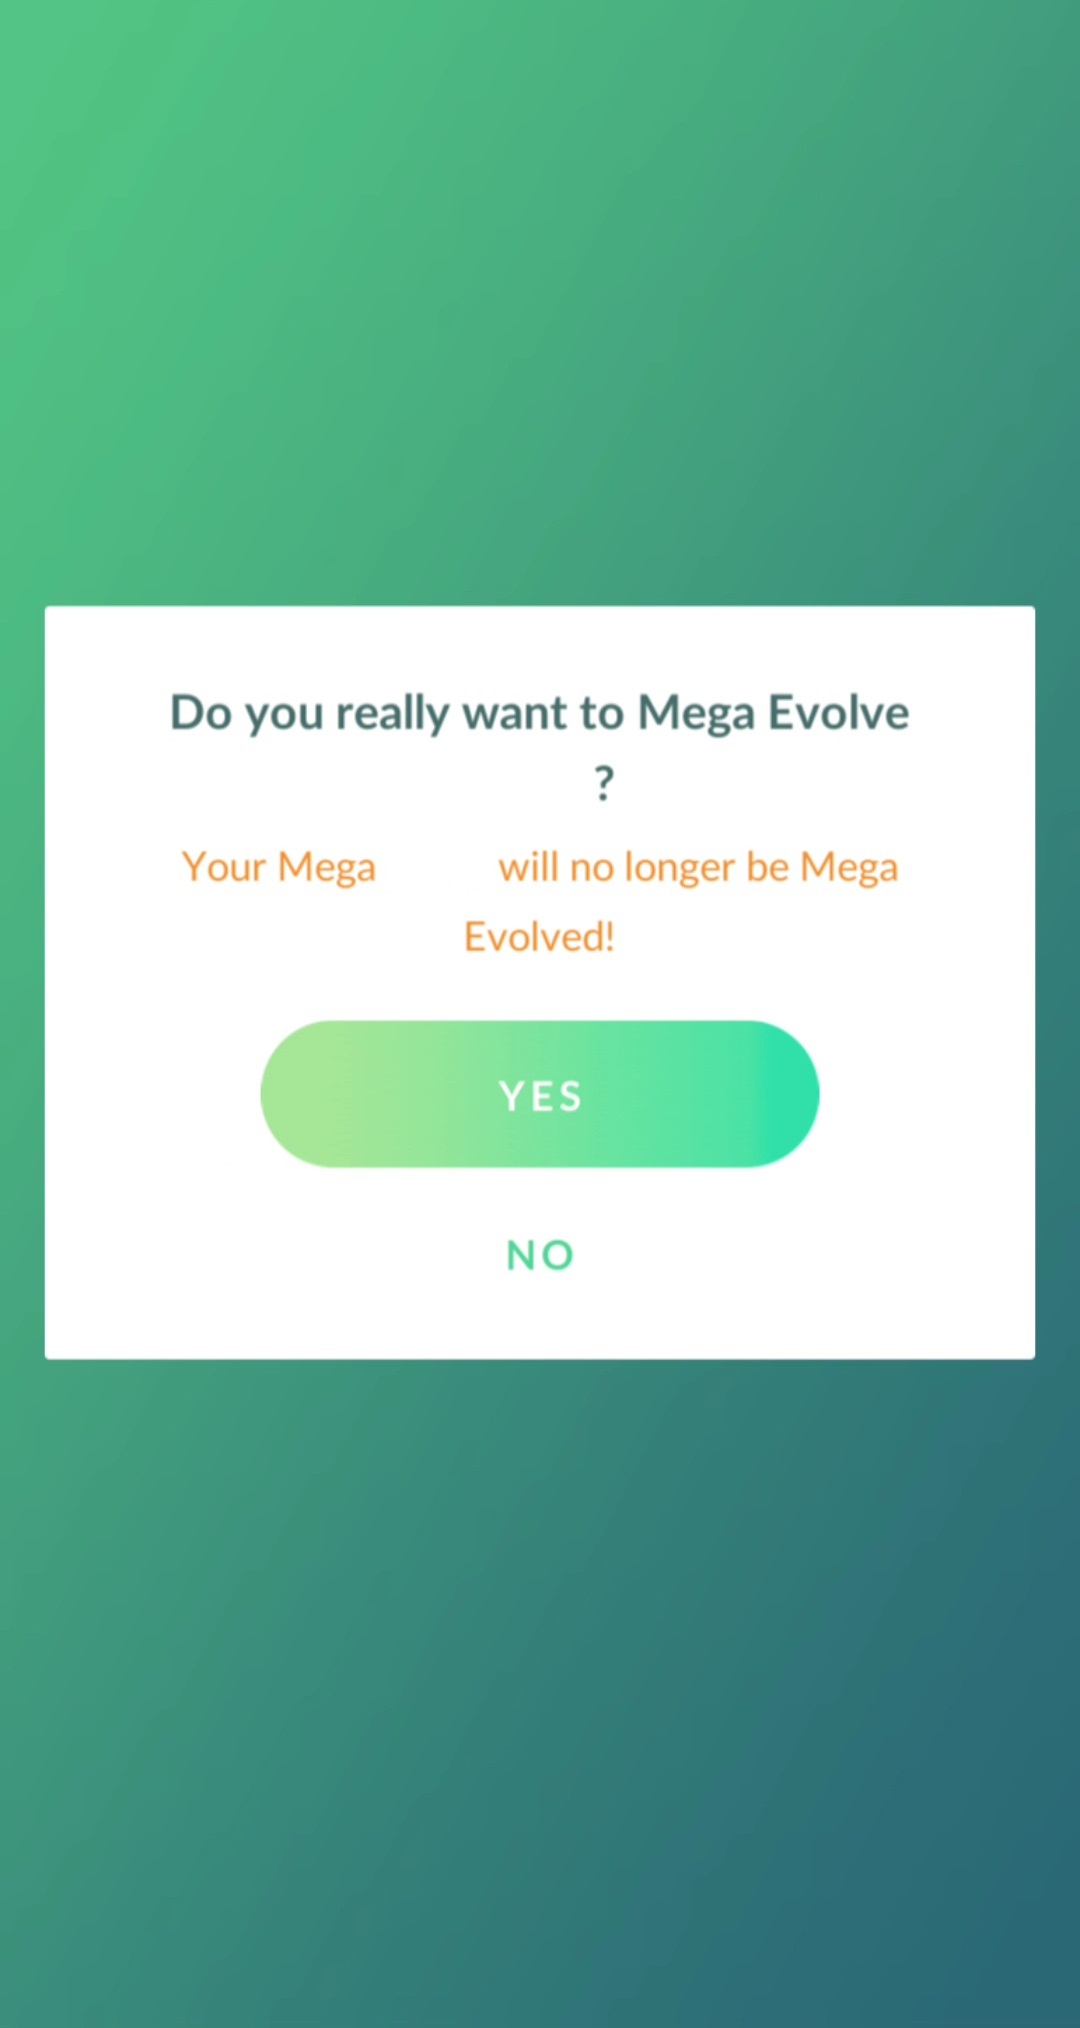 Do you really want to Mega Evolve
?
Your Mega will no longer be Mega
Evolved!
YES
NO